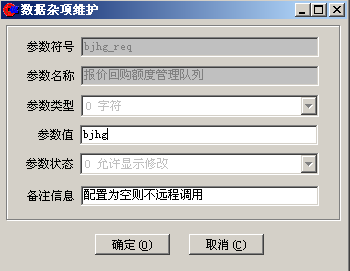 数据杂项维护
参数符号 bjhg_req
参数名称 报价回购额度管理队列
参数类型 0 字符
参数值 bjhg
参数状态 0 允许显示修改
备注信息 配置为空则不远程调用
确定(O) 取消(C)